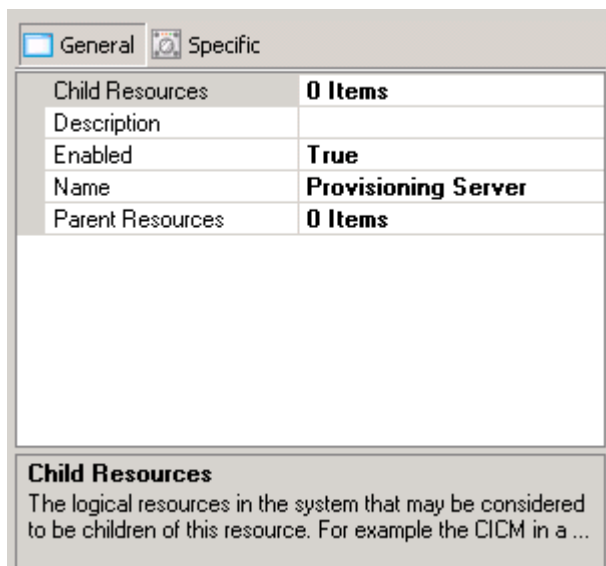 General Specific
Child Resources 0 Items
Description
Enabled True
Name Provisioning Server
Parent Resources 0 Items
Child Resources
The logical resources in the system that may be considered
to be children of this resource. For example the CICM in a ...